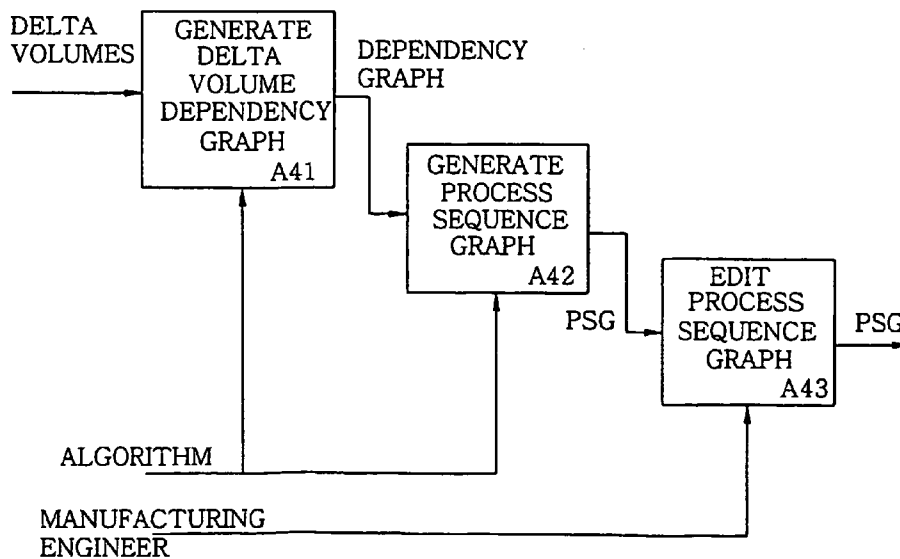 DELTA
VOLUMES
GENERATE
DELTA
VOLUME
DEPENDENCY
GRAPH
A41
DEPENDENCY
GRAPH
GENERATE
PROCESS
SEQUENCE
GRAPH
A42
PSG
EDIT
PROCESS
SEQUENCE
GRAPH
A43
PSG
ALGORITHM
MANUFACTURING
ENGINEER